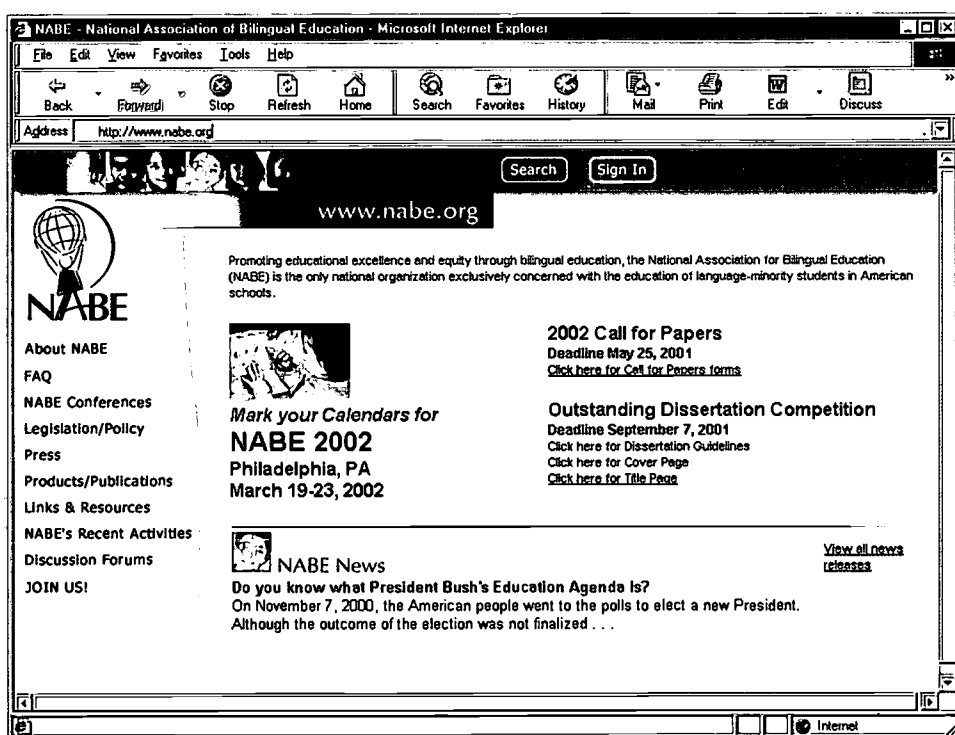 NABE - National Association of Bilingual Education - Microsoft Internet Explorer
File Edit View Favorites Tools Help
Back Forward Stop Refresh Home Search Favorites History Mail Print Edit Discuss
Address http://www.nabe.org
Search Sign In
www.nabe.org
Promoting educational excellence and equity through bilingual education, the National Association for Bilingual Education
(NABE) is the only national organization exclusively concerned with the education of language-minority students in American
schools.
NABE
About NABE
FAQ
NABE Conferences
Legislation/Policy
Press
Products/Publications
Links & Resources
NABE's Recent Activities
Discussion Forums
JOIN US!
Mark your Calendars for
NABE 2002
Philadelphia, PA
March 19-23, 2002
2002 Call for Papers
Deadline May 25, 2001
Click here for Call for Papers forms
Outstanding Dissertation Competition
Deadline September 7, 2001
Click here for Dissertation Guidelines
Click here for Cover Page
Click here for Title Page
NABE News
View all news
releases
Do you know what President Bush's Education Agenda Is?
On November 7, 2000, the American people went to the polls to elect a new President.
Although the outcome of the election was not finalized . . .
Internet